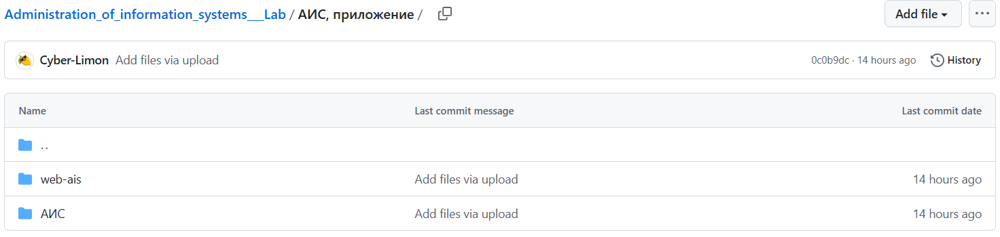 Administration_of_information_systems___Lab / АИС, приложение /
Add file
Cyber-Limon Add files via upload
0c0b9dc · 14 hours ago
History
Name Last commit message Last commit date
..
web-ais Add files via upload 14 hours ago
АИС Add files via upload 14 hours ago